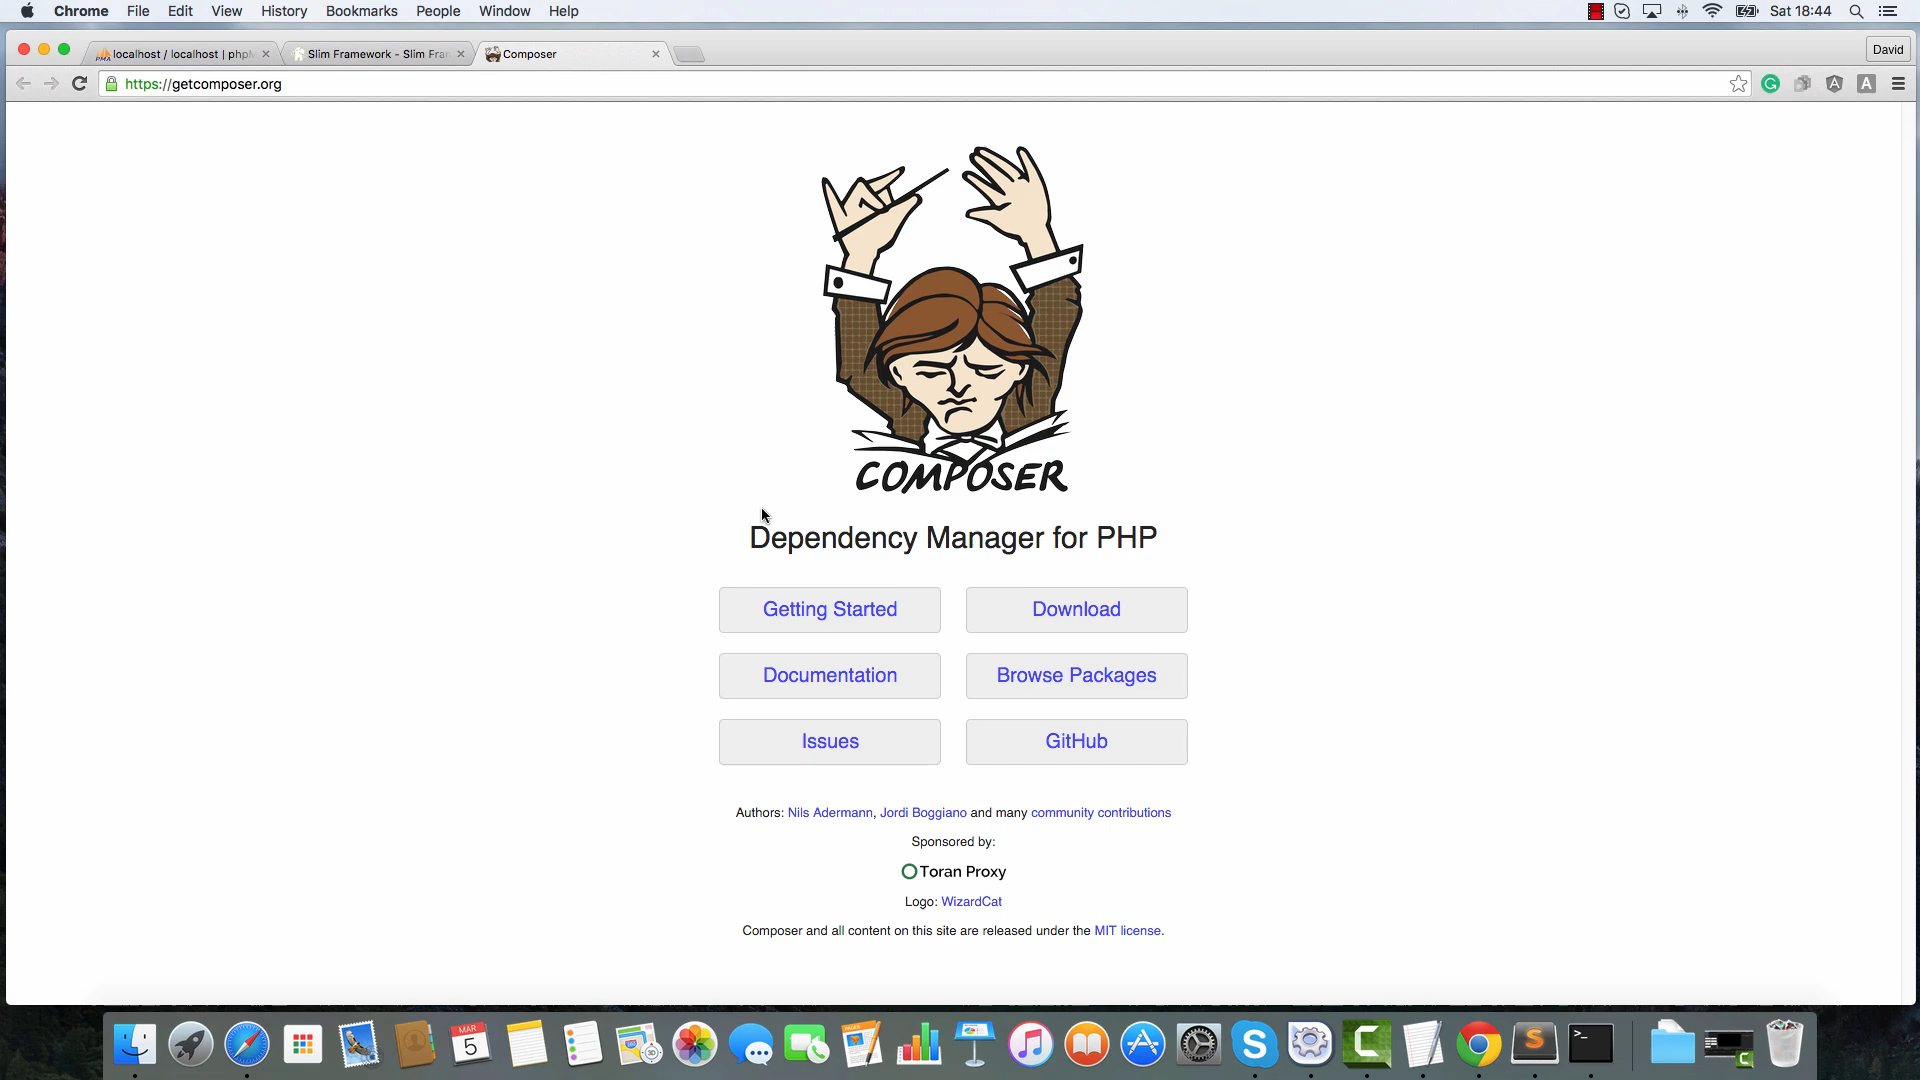 Chrome File Edit View History Bookmarks People Window Help Sat 18:44
localhost / localhost | php Slim Framework - Slim Fra Composer David
https://getcomposer.org
COMPOSER
Dependency Manager for PHP
Getting Started Download
Documentation Browse Packages
Issues GitHub
Authors: Nils Adermann, Jordi Boggiano and many community contributions
Sponsored by:
Toran Proxy
Logo: WizardCat
Composer and all content on this site are released under the MIT license.
MAR
5